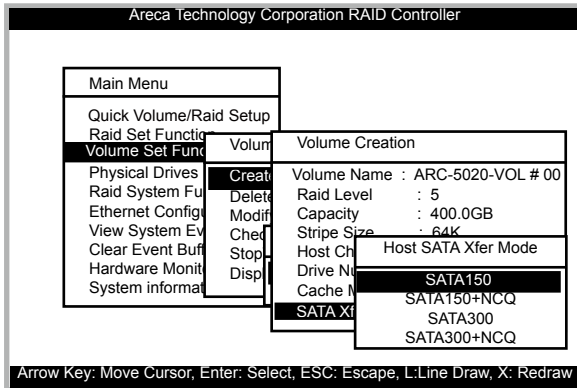 Areca Technology Corporation RAID Controller
Main Menu
Quick Volume/Raid Setup
Raid Set Functio
Volume Set Func
Physical Drives
Raid System Fu
Ethernet Configu
View System Ev
Clear Event Buff
Hardware Monit
System informat
Volum
Creat
Delete
Modif
Chec
Stop
Disp
Volume Creation
Volume Name : ARC-5020-VOL # 00
Raid Level : 5
Capacity : 400.0GB
Stripe Size : 64K
Host Ch
Drive Nu
Cache M
SATA Xf
Host SATA Xfer Mode
SATA150
SATA150+NCQ
SATA300
SATA300+NCQ
Arrow Key: Move Cursor, Enter: Select, ESC: Escape, L:Line Draw, X: Redraw